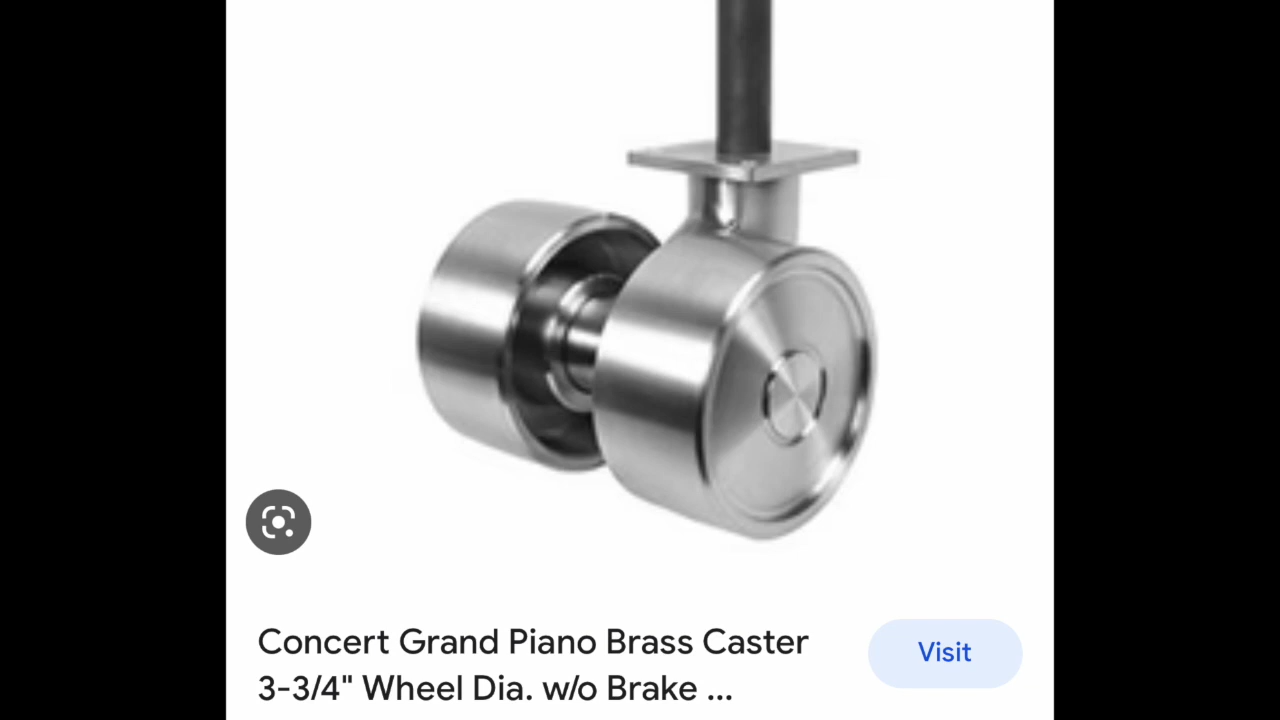 Concert Grand Piano Brass Caster
3-3/4" Wheel Dia. w/o Brake ...
Visit